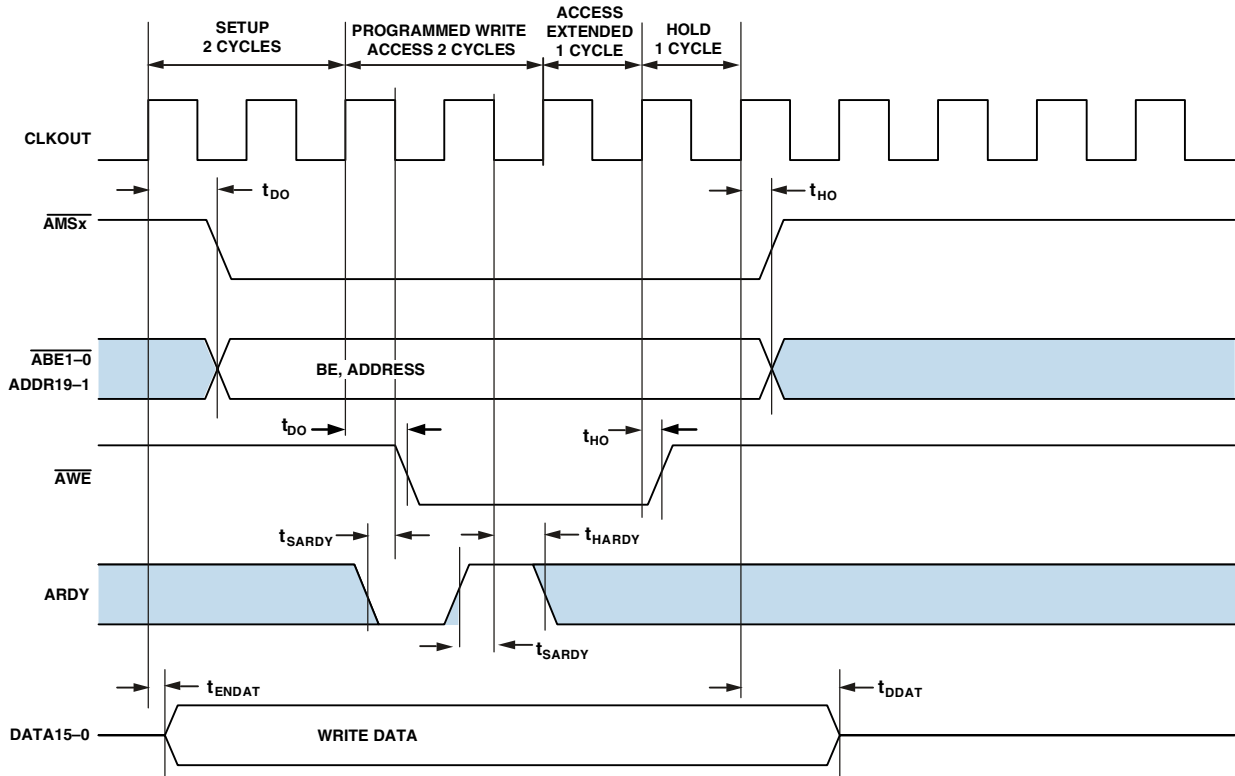 SETUP
2 CYCLES
PROGRAMMED WRITE
ACCESS 2 CYCLES
ACCESS
EXTENDED
1 CYCLE
HOLD
1 CYCLE
CLKOUT
tDO
tHO
AMSx
ABE1–0
ADDR19–1
BE, ADDRESS
tDO
tHO
AWE
tSARDY
tHARDY
ARDY
tSARDY
tENDAT
tDDAT
DATA15–0
WRITE DATA